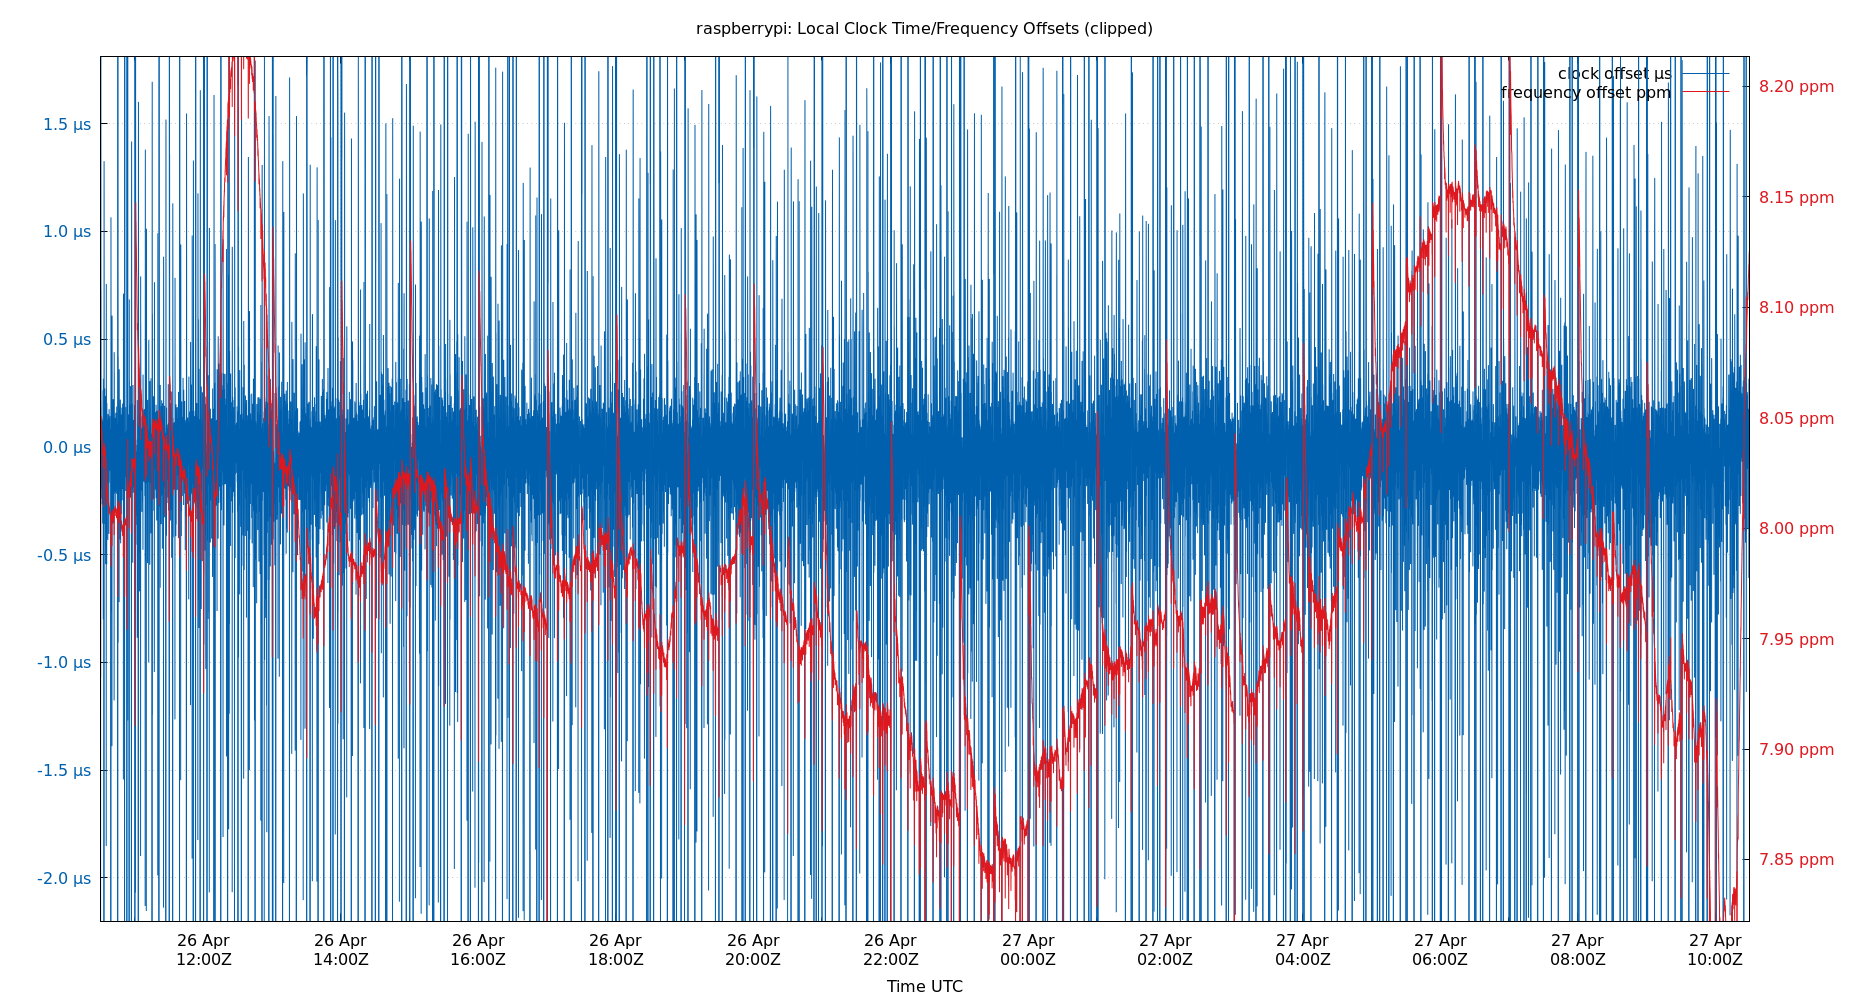 raspberrypi: Local Clock Time/Frequency Offsets (clipped)
clock offset µs
frequency offset ppm
1.5 µs
1.0 µs
0.5 µs
0.0 µs
-0.5 µs
-1.0 µs
-1.5 µs
-2.0 µs
8.20 ppm
8.15 ppm
8.10 ppm
8.05 ppm
8.00 ppm
7.95 ppm
7.90 ppm
7.85 ppm
26 Apr
12:00Z
26 Apr
14:00Z
26 Apr
16:00Z
26 Apr
18:00Z
26 Apr
20:00Z
26 Apr
22:00Z
27 Apr
00:00Z
27 Apr
02:00Z
27 Apr
04:00Z
27 Apr
06:00Z
27 Apr
08:00Z
27 Apr
10:00Z
Time UTC